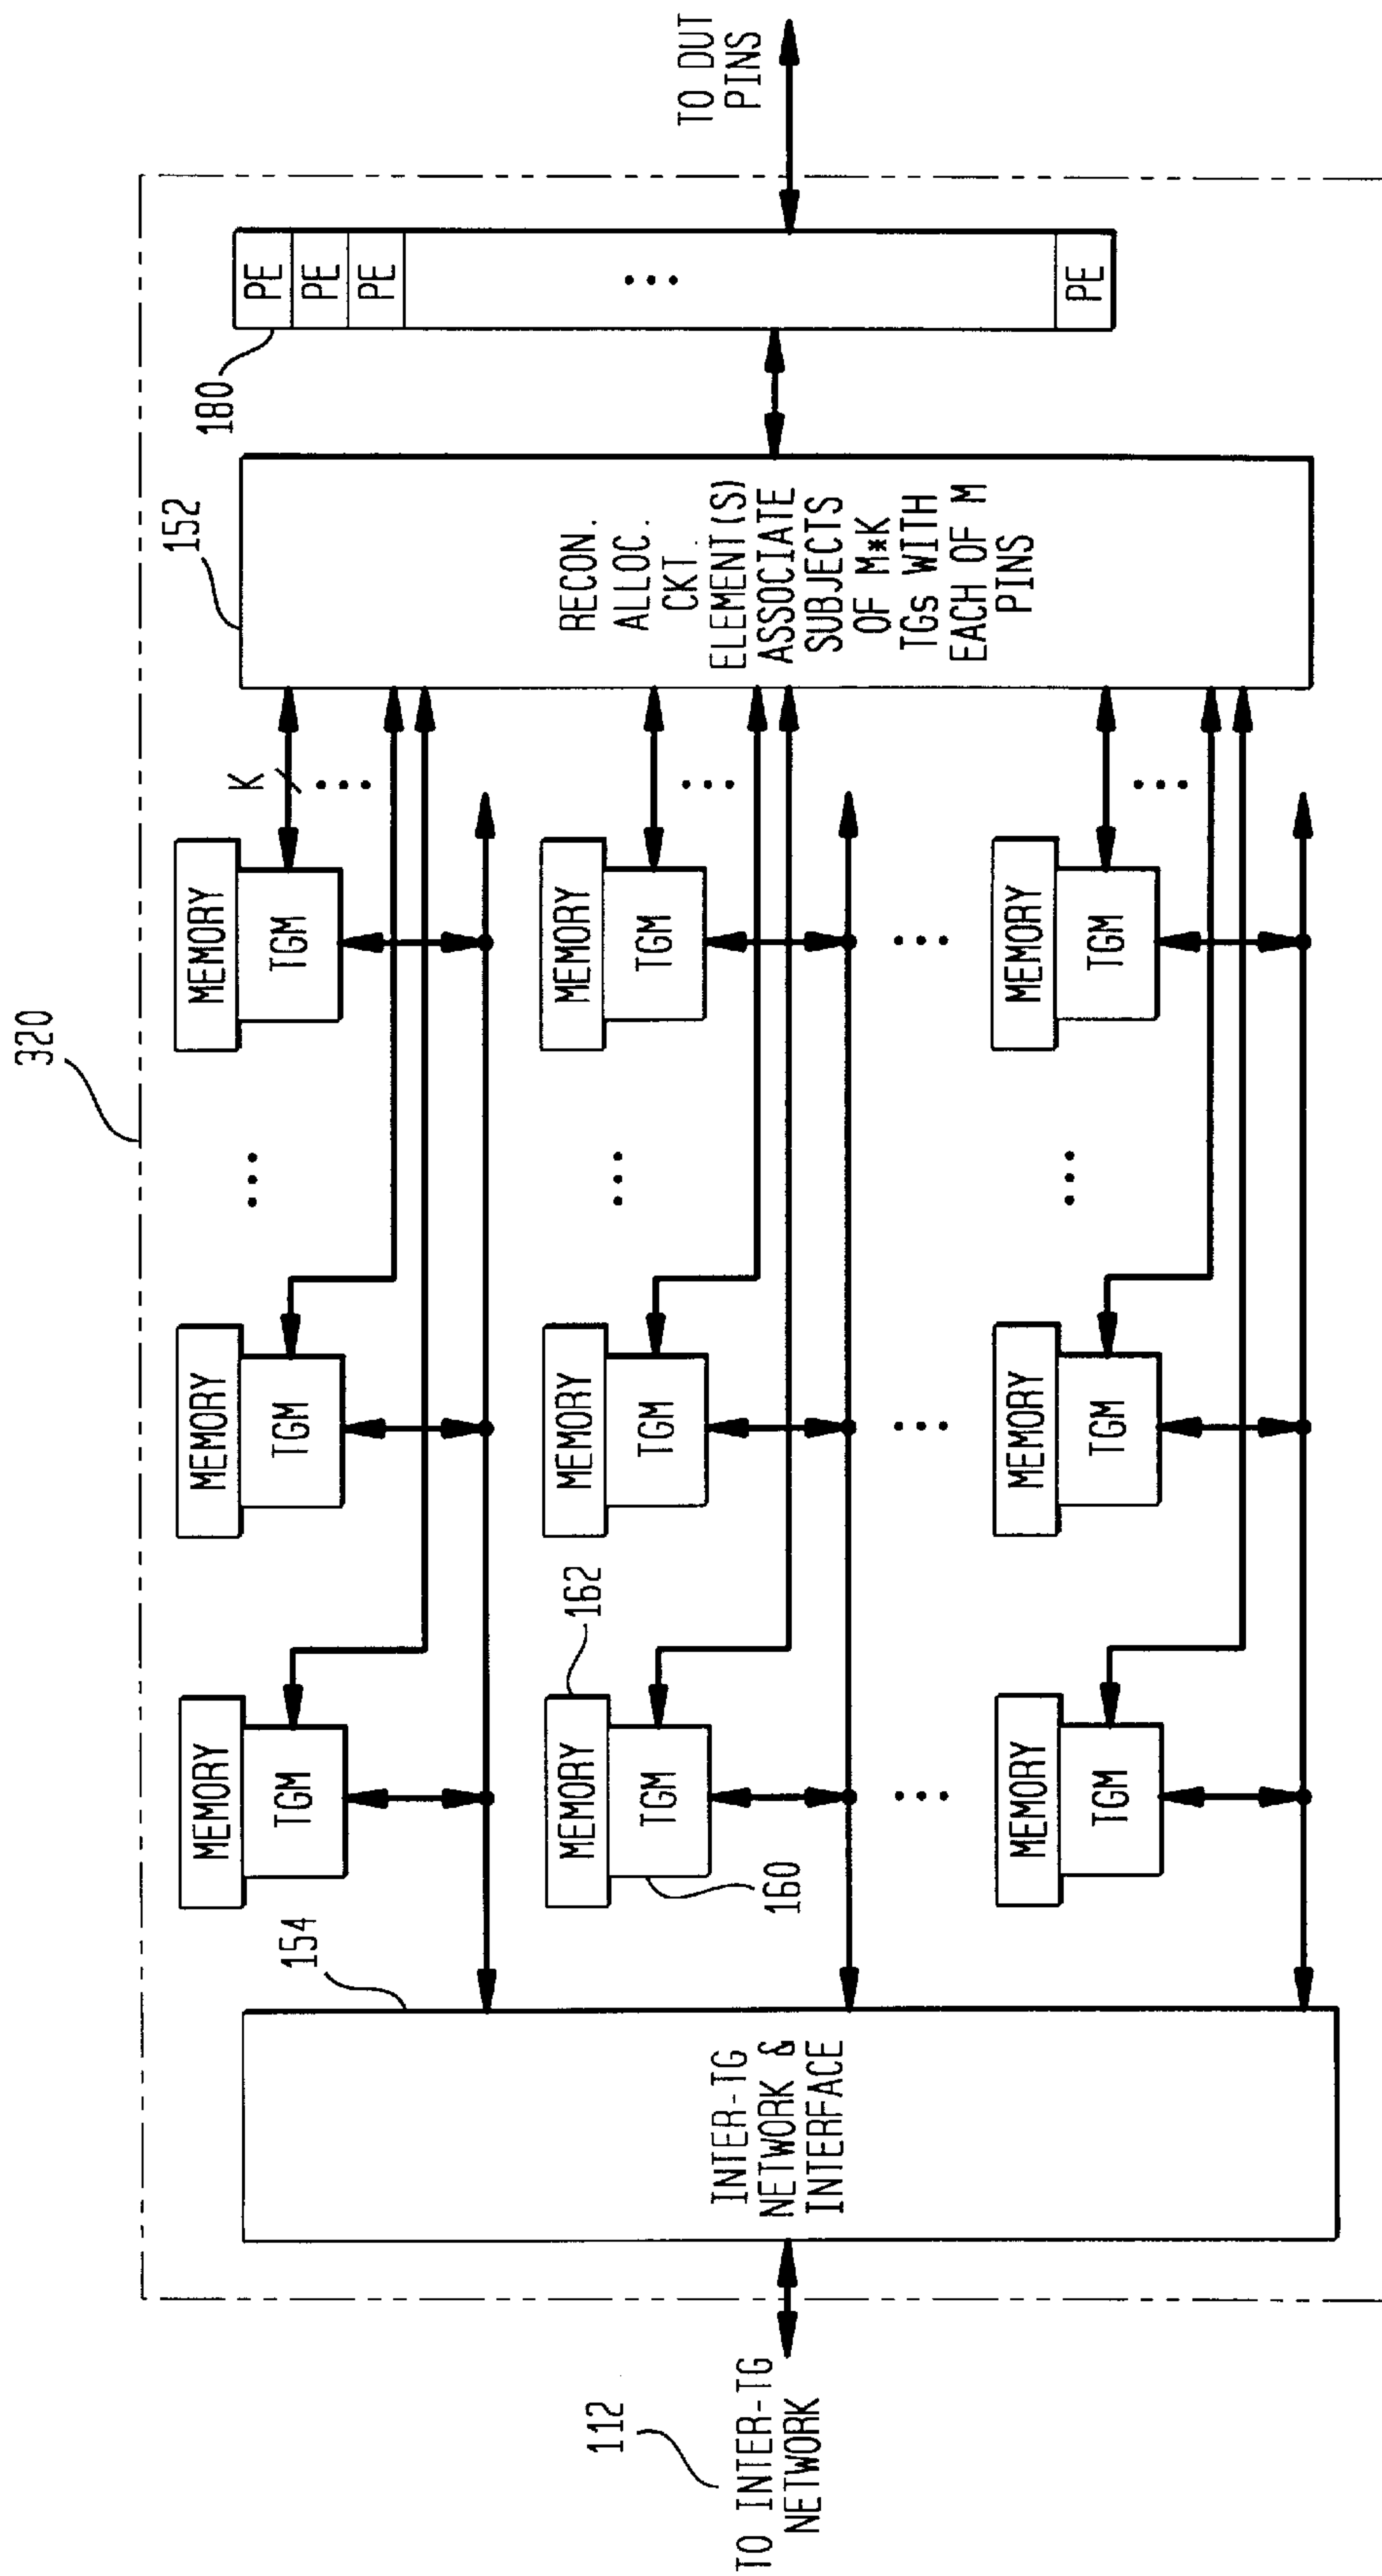 320
TO INTER-TG
NETWORK
112
INTER-TG
NETWORK &
INTERFACE
154
MEMORY
TGM
MEMORY
TGM
...
MEMORY
TGM
K
...
MEMORY
TGM
160
162
MEMORY
TGM
...
MEMORY
TGM
...
...
...
...
MEMORY
TGM
MEMORY
TGM
...
MEMORY
TGM
...
152
RECON.
ALLOC.
CKT.
ELEMENT(S)
ASSOCIATE
SUBJECTS
OF M*K
TGs WITH
EACH OF M
PINS
180
PE
PE
PE
...
PE
TO DUT
PINS